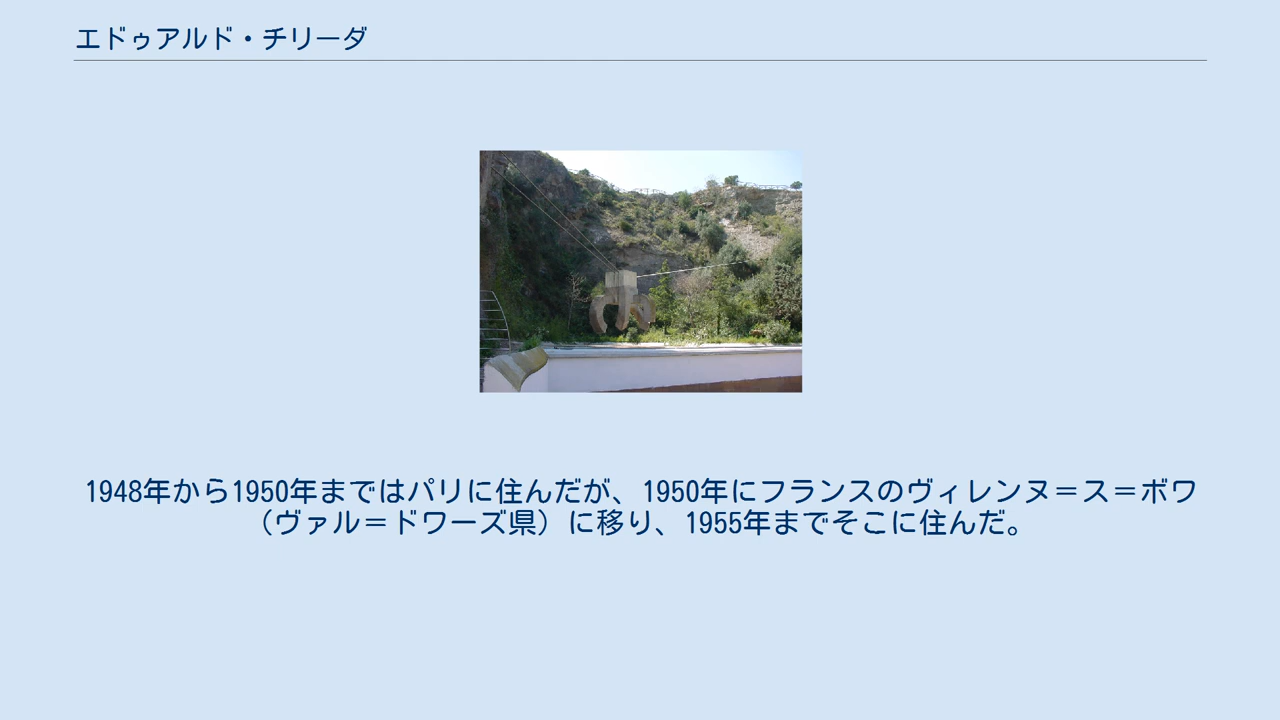 エドゥアルド・チリーダ
1948年から1950年まではパリに住んだが、1950年にフランスのヴィレンヌ＝ス＝ボワ
（ヴァル＝ドワーズ県）に移り、1955年までそこに住んだ。